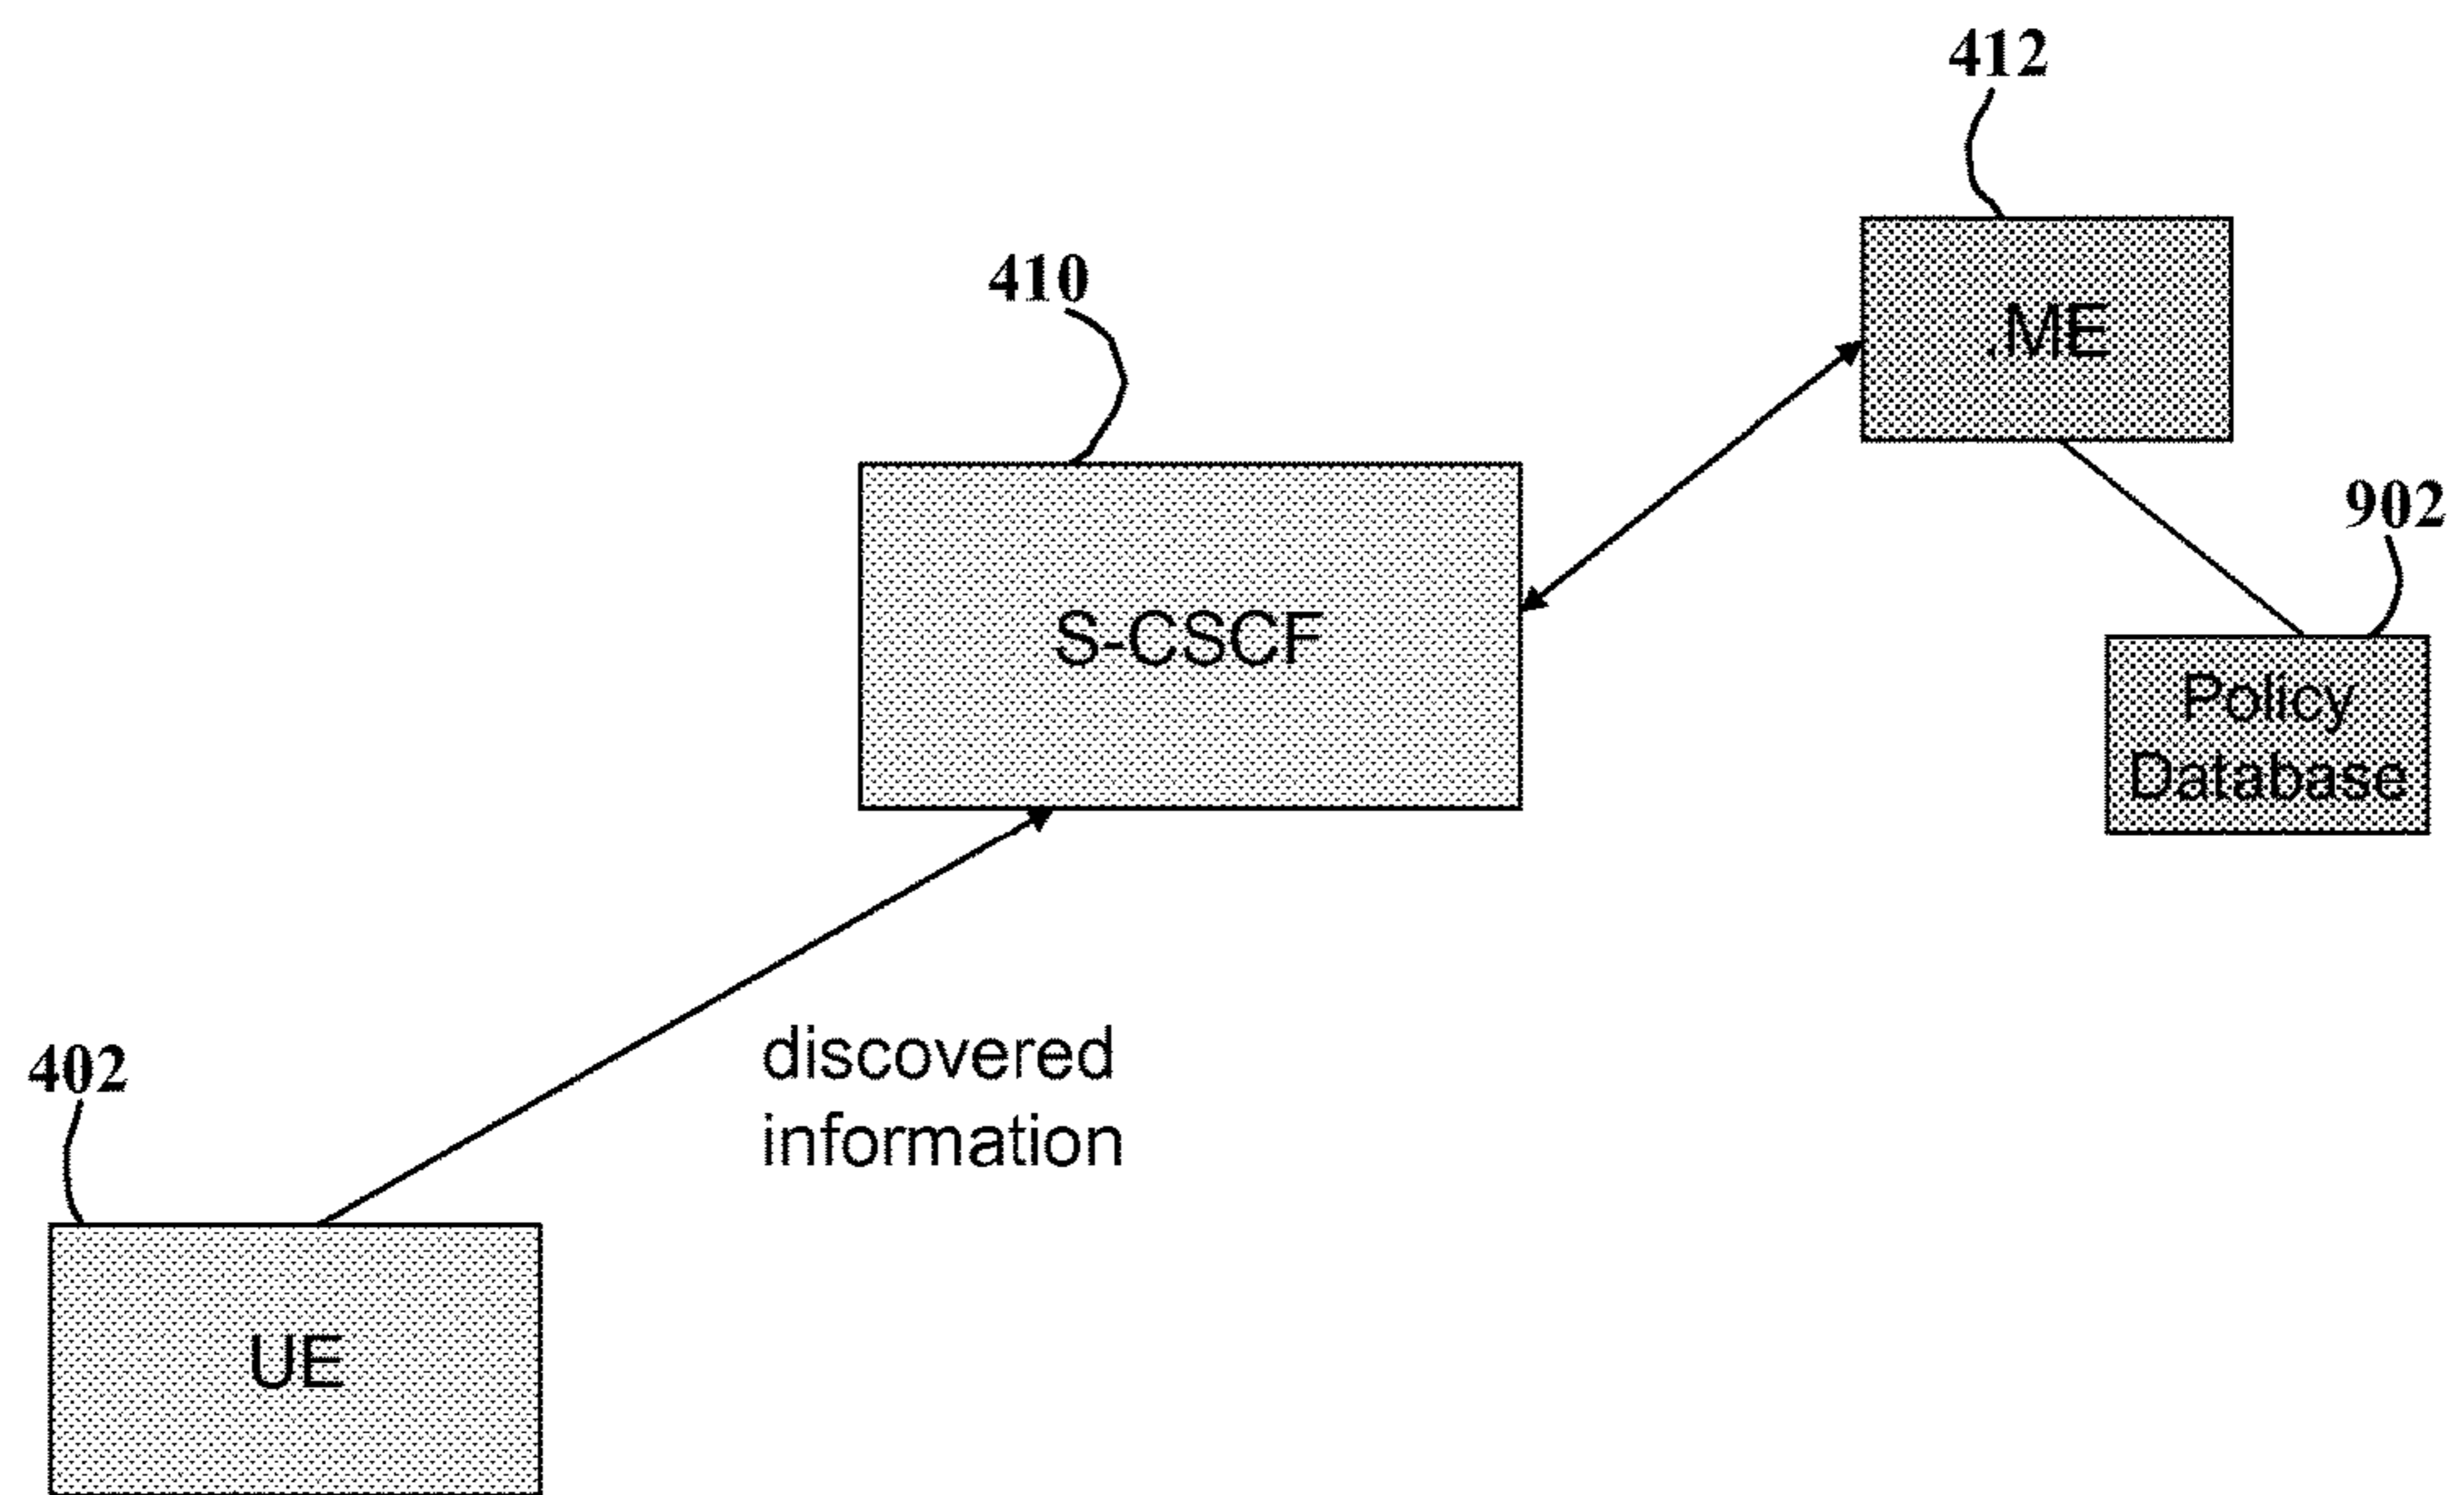 412
410
.ME
902
S-CSCF
Policy
Database
discovered
information
402
UE